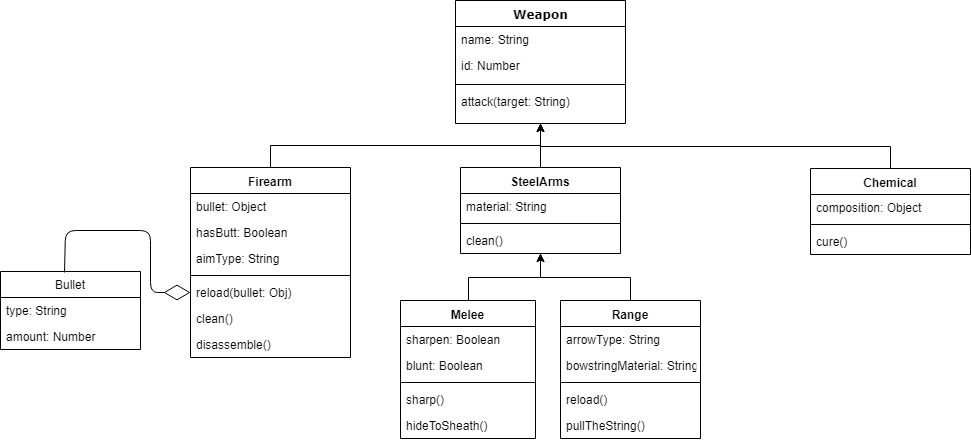 Weapon
name: String
id: Number
attack(target: String)
Firearm
bullet: Object
hasButt: Boolean
aimType: String
reload(bullet: Obj)
clean()
disassemble()
SteelArms
material: String
clean()
Chemical
composition: Object
cure()
Bullet
type: String
amount: Number
Melee
sharpen: Boolean
blunt: Boolean
sharp()
hideToSheath()
Range
arrowType: String
bowstringMaterial: String
reload()
pullTheString()